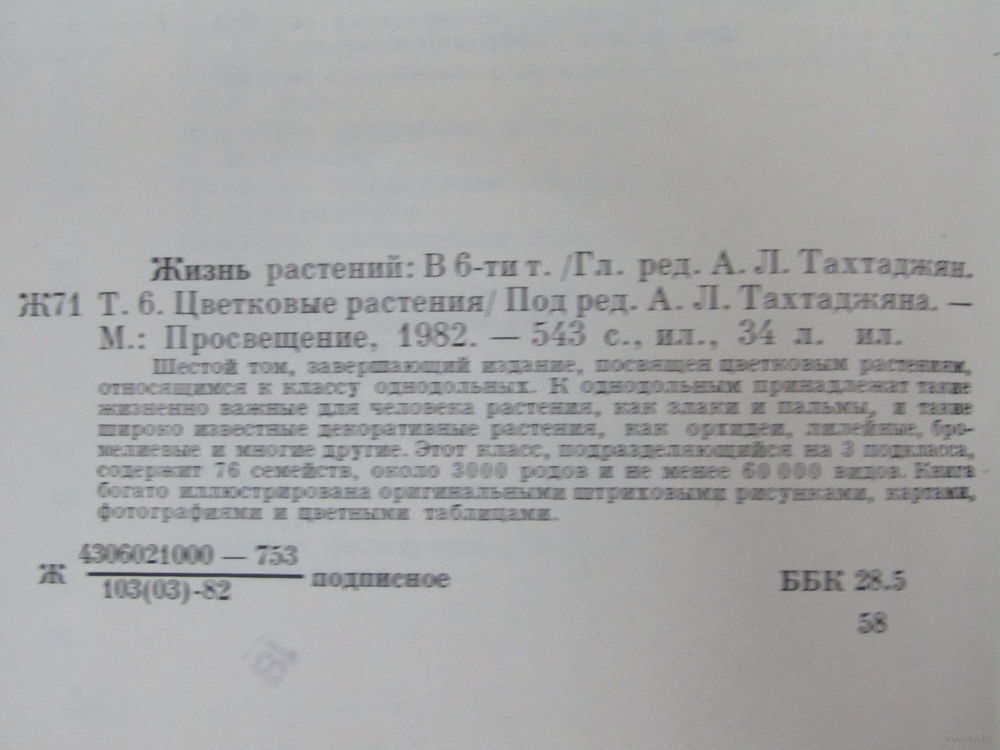 Жизнь растений: В 6-ти т. /Гл. ред. А. Л. Тахтаджян.
Ж71 Т. 6. Цветковые растения/ Под ред. А. Л. Тахтаджяна. —
М.: Просвещение, 1982. — 543 с., ил., 34 л. ил.
Шестой том, завершающий издание, посвящен цветковым растениям,
относящимся к классу однодольных. К однодольным принадлежат такие
жизненно важные для человека растения, как злаки и пальмы, и такие
широко известные декоративные растения, как орхидеи, лилейные, бро-
мелиевые и многие другие. Этот класс, подразделяющийся на 3 подкласса,
содержит 76 семейств, около 3000 родов и не менее 60 000 видов. Книга
богато иллюстрирована оригинальными штриховыми рисунками, картами,
фотографиями и цветными таблицами.
Ж 4306021000 — 753
103(03)-82 подписное
ББК 28.5
58